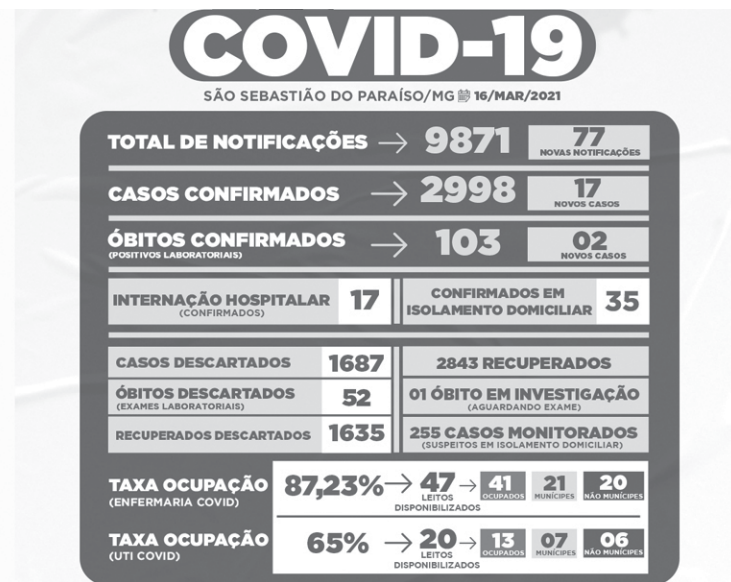 COVID-19
SÃO SEBASTIÃO DO PARAÍSO/MG 16/MAR/2021
TOTAL DE NOTIFICAÇÕES → 9871 77 NOVAS NOTIFICAÇÕES
CASOS CONFIRMADOS → 2998 17 NOVOS CASOS
ÓBITOS CONFIRMADOS → 103 02 NOVOS CASOS
(POSITIVOS LABORATORIAIS)
INTERNAÇÃO HOSPITALAR 17
(CONFIRMADOS)
CONFIRMADOS EM
ISOLAMENTO DOMICILIAR 35
CASOS DESCARTADOS 1687
ÓBITOS DESCARTADOS 52
(EXAMES LABORATORIAIS)
RECUPERADOS DESCARTADOS 1635
2843 RECUPERADOS
01 ÓBITO EM INVESTIGAÇÃO
(AGUARDANDO EXAME)
255 CASOS MONITORADOS
(SUSPEITOS EM ISOLAMENTO DOMICILIAR)
TAXA OCUPAÇÃO
(ENFERMARIA COVID)
87,23% → 47 → 41 21 20
LEITOS DISPONIBILIZADOS
OCUPADOS MUNÍCIPES NÃO MUNÍCIPES
TAXA OCUPAÇÃO
(UTI COVID)
65% → 20 → 13 07 06
LEITOS DISPONIBILIZADOS
OCUPADOS MUNÍCIPES NÃO MUNÍCIPES